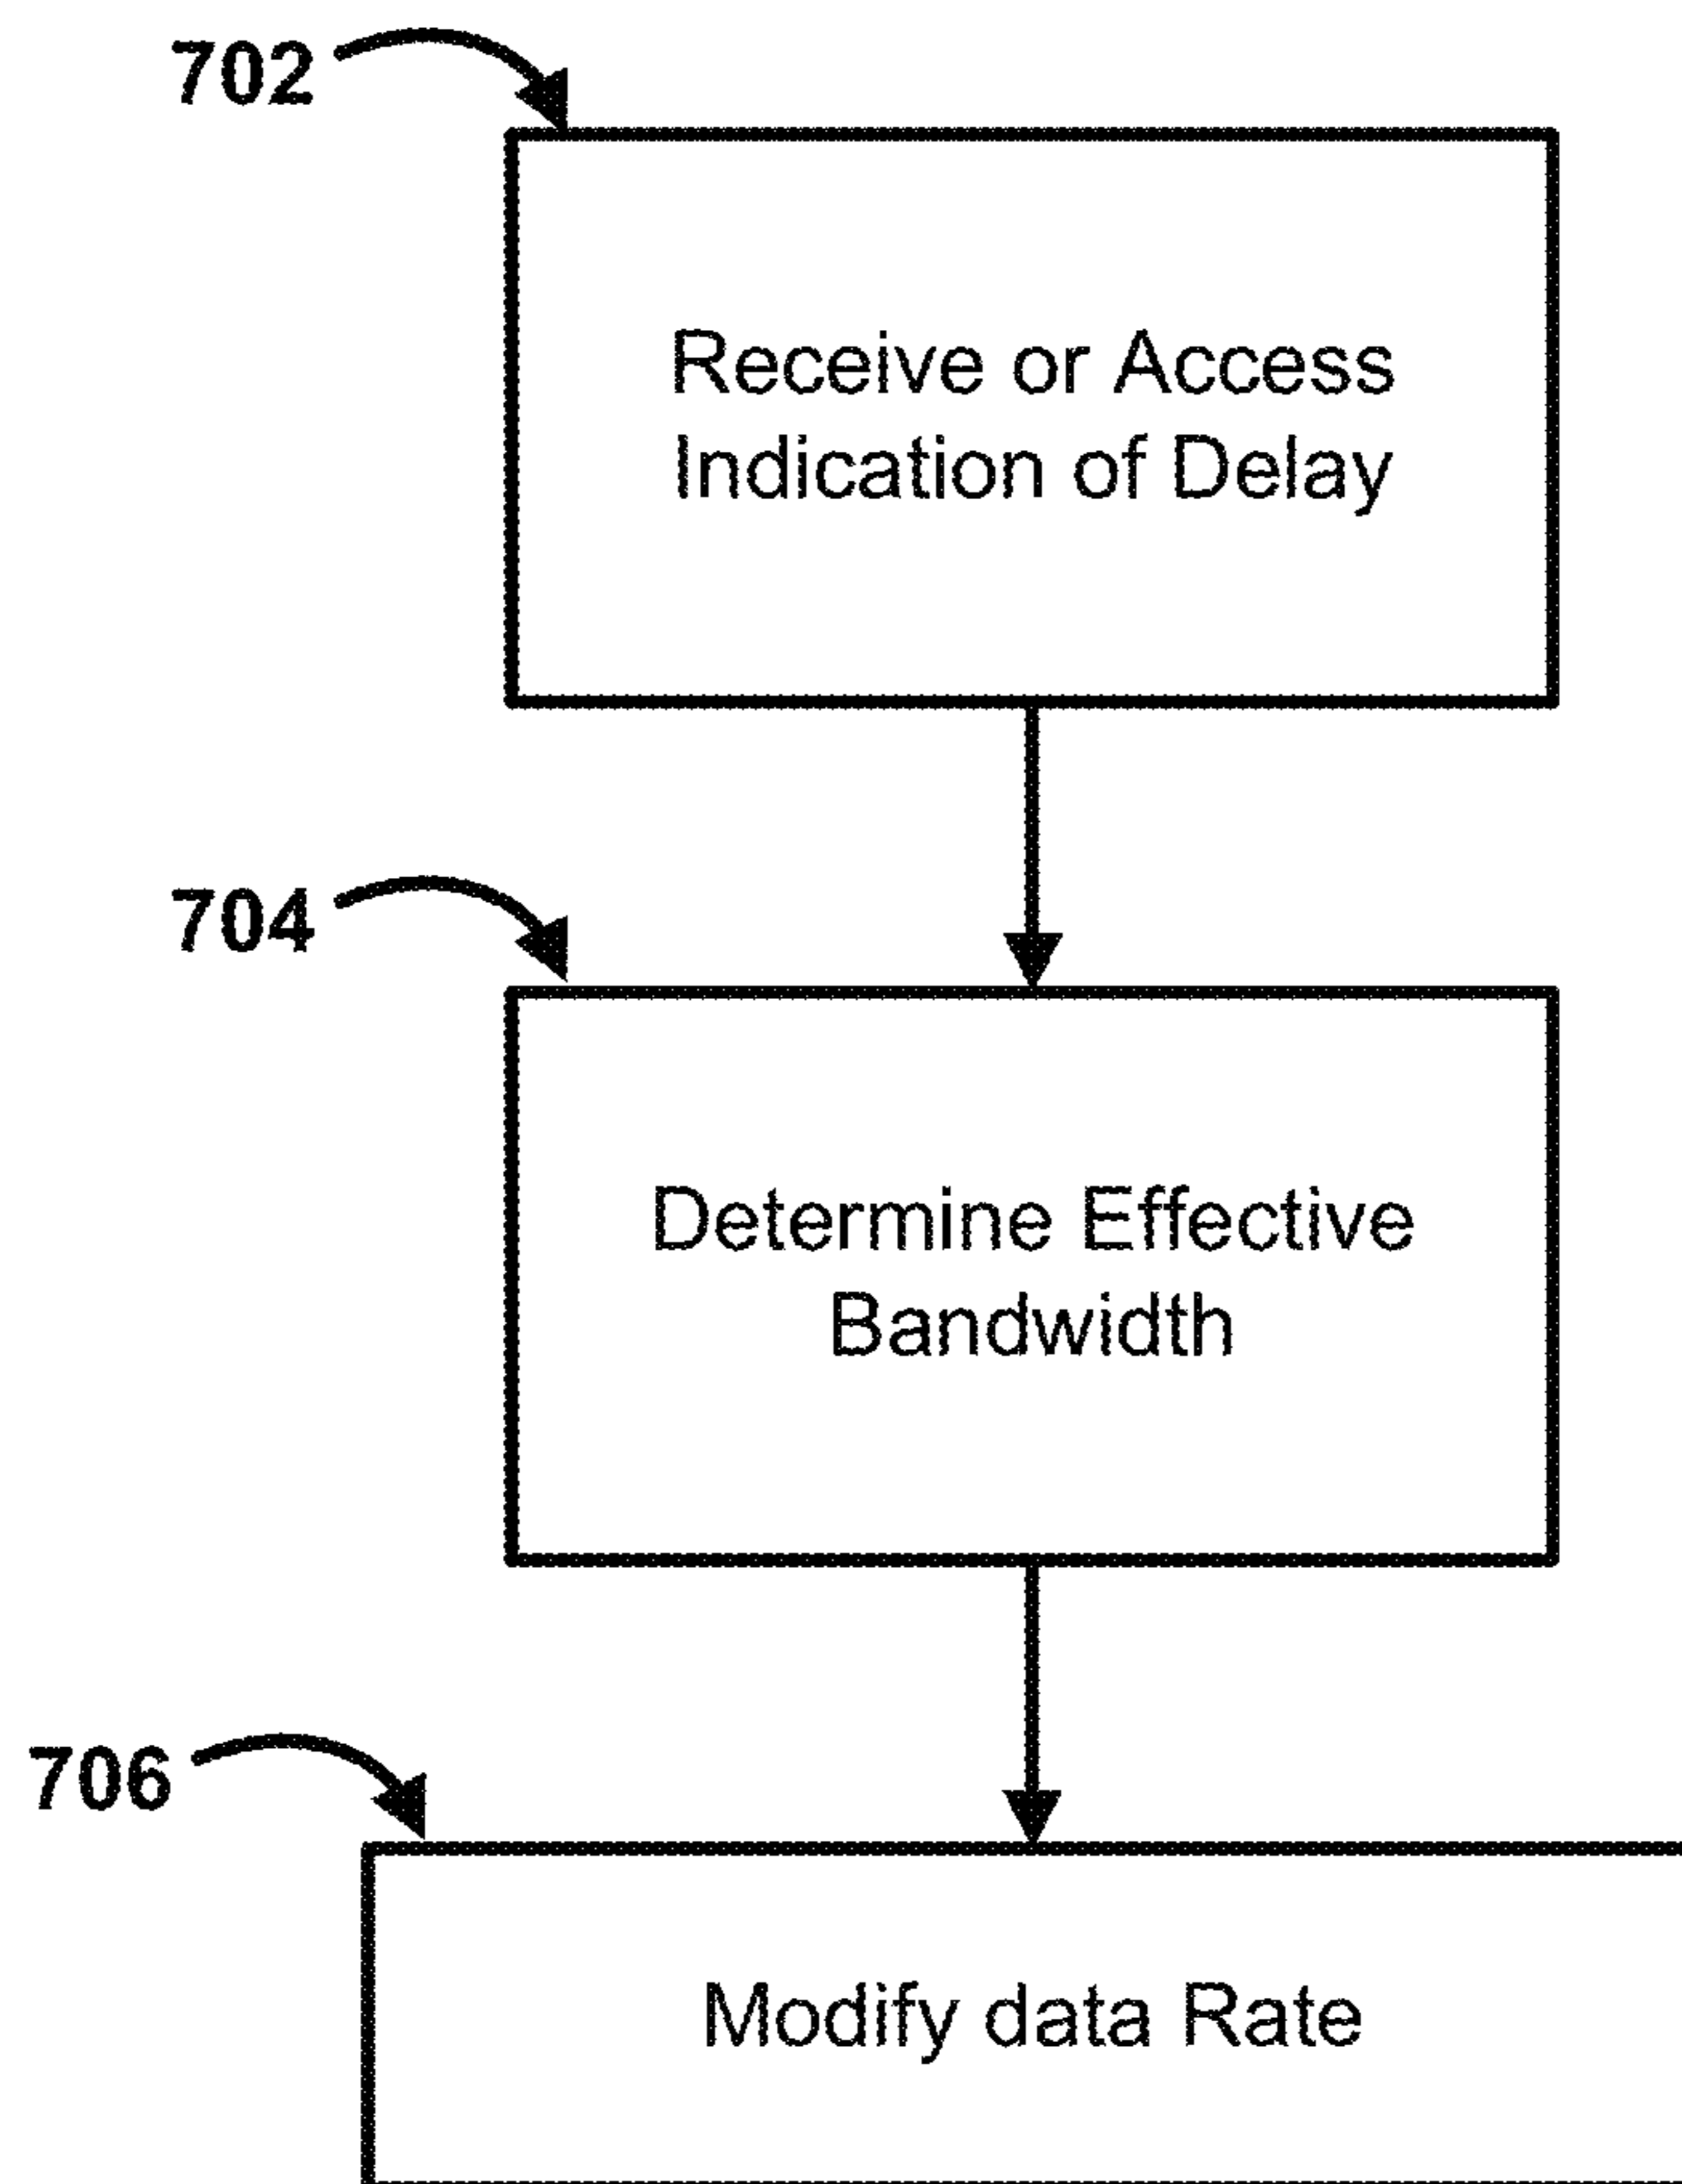 702
Receive or Access
Indication of Delay
704
Determine Effective
Bandwidth
706
Modify data Rate